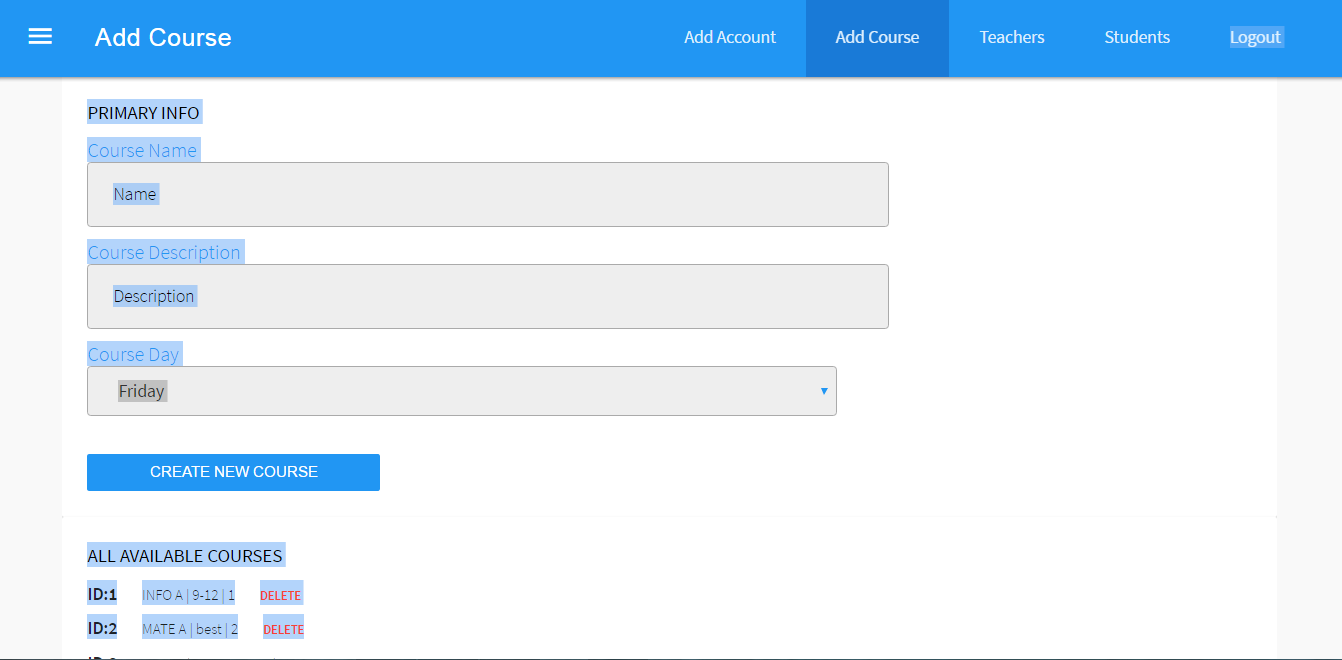 Add Course
Add Account
Add Course
Teachers
Students
Logout
PRIMARY INFO
Course Name
Name
Course Description
Description
Course Day
Friday
CREATE NEW COURSE
ALL AVAILABLE COURSES
ID:1 INFO A | 9-12 | 1 DELETE
ID:2 MATE A | best | 2 DELETE